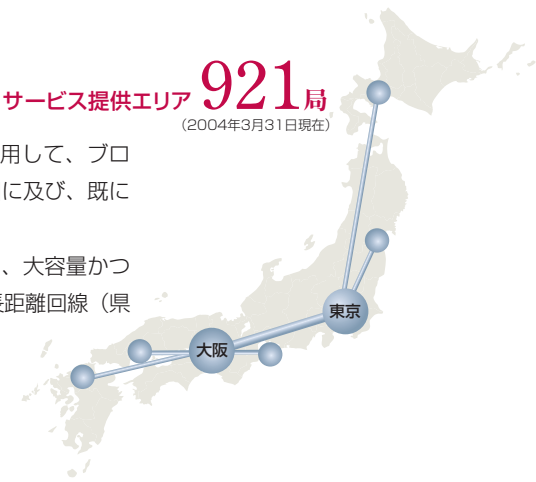 サービス提供エリア 921局
（2004年3月31日現在）
用して、ブロ
に及び、既に
、大容量かつ
長距離回線（県
東京
大阪